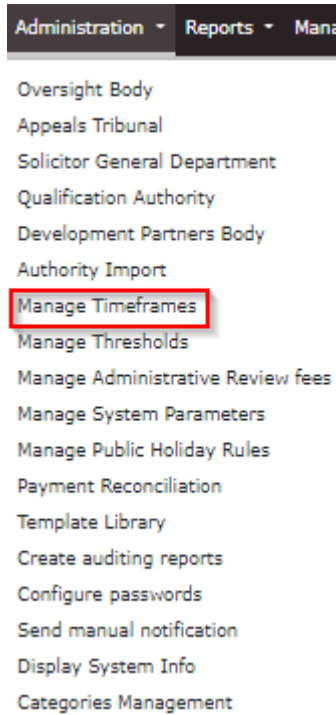 Administration Reports Mana
Oversight Body
Appeals Tribunal
Solicitor General Department
Qualification Authority
Development Partners Body
Authority Import
Manage Timeframes
Manage Thresholds
Manage Administrative Review fees
Manage System Parameters
Manage Public Holiday Rules
Payment Reconciliation
Template Library
Create auditing reports
Configure passwords
Send manual notification
Display System Info
Categories Management